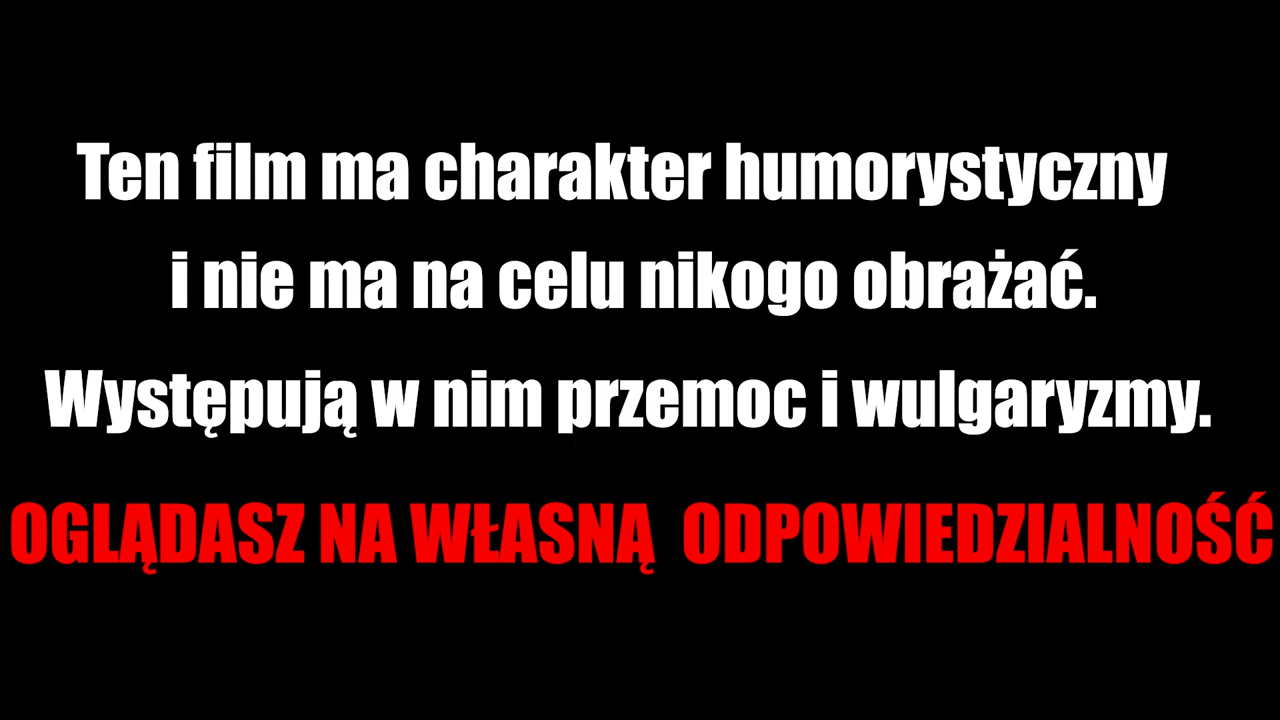 Ten film ma charakter humorystyczny
i nie ma na celu nikogo obrażać.
Występują w nim przemoc i wulgaryzmy.
OGLĄDASZ NA WŁASNĄ ODPOWIEDZIALNOŚĆ